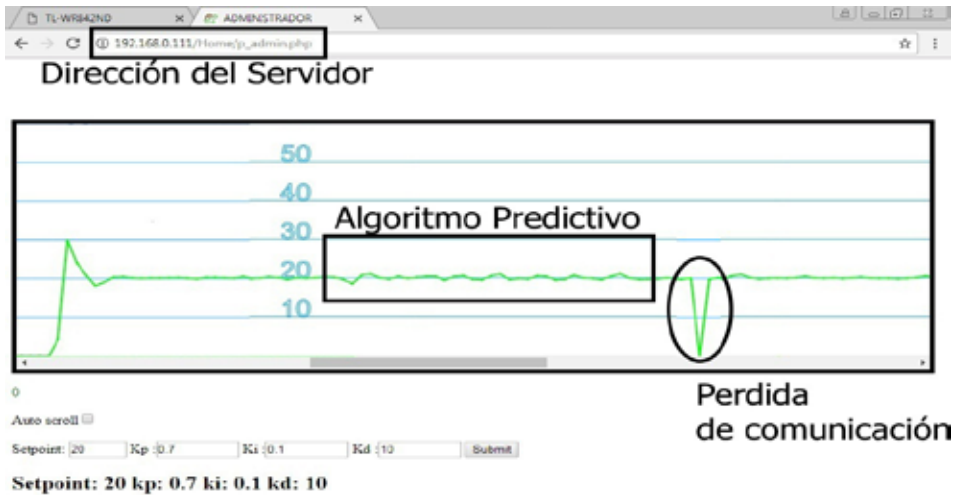 TL-WR842ND
ADMINISTRADOR
192.168.0.111/Home/p_admin.php
Dirección del Servidor
50
40
30
20
10
Algoritmo Predictivo
Perdida
de comunicación
0
Auto scroll
Setpoint: 20 Kp :0.7 Ki :0.1 Kd :10 Submit
Setpoint: 20 kp: 0.7 ki: 0.1 kd: 10